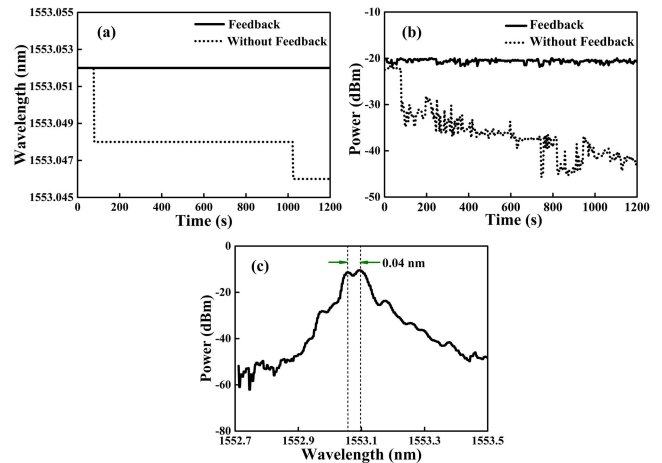 (a)
Feedback
Without Feedback
Wavelength (nm)
1553.055
1553.053
1553.051
1553.049
1553.047
1553.045
0 200 400 600 800 1000 1200
Time (s)
(b)
Feedback
Without Feedback
Power (dBm)
-10
-20
-30
-40
-50
0 200 400 600 800 1000 1200
Time (s)
(c)
0.04 nm
Power (dBm)
0
-20
-40
-60
-80
1552.7 1552.9 1553.1 1553.3 1553.5
Wavelength (nm)